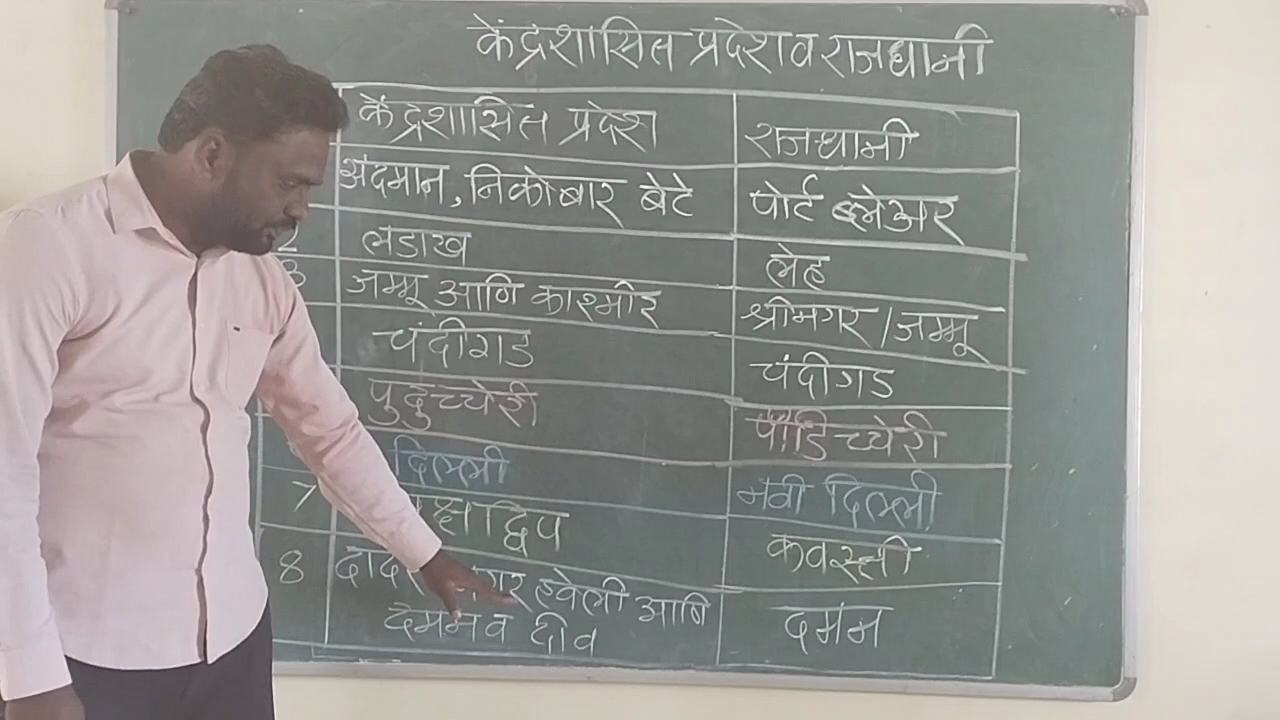 केंद्रशासित प्रदेश व राजधानी
केंद्रशासित प्रदेश राजधानी
अंदमान, निकोबार बेटे पोर्ट ब्लेअर
2 लडाख लेह
3 जम्मू आणि काश्मीर श्रीनगर/जम्मू
चंदीगड चंदीगड
पुदुच्चेरी पाँडिच्चेरी
दिल्ली नवी दिल्ली
7 क्षद्विप कवरत्ती
8 हवेली आणि दमन
दमन व दीव